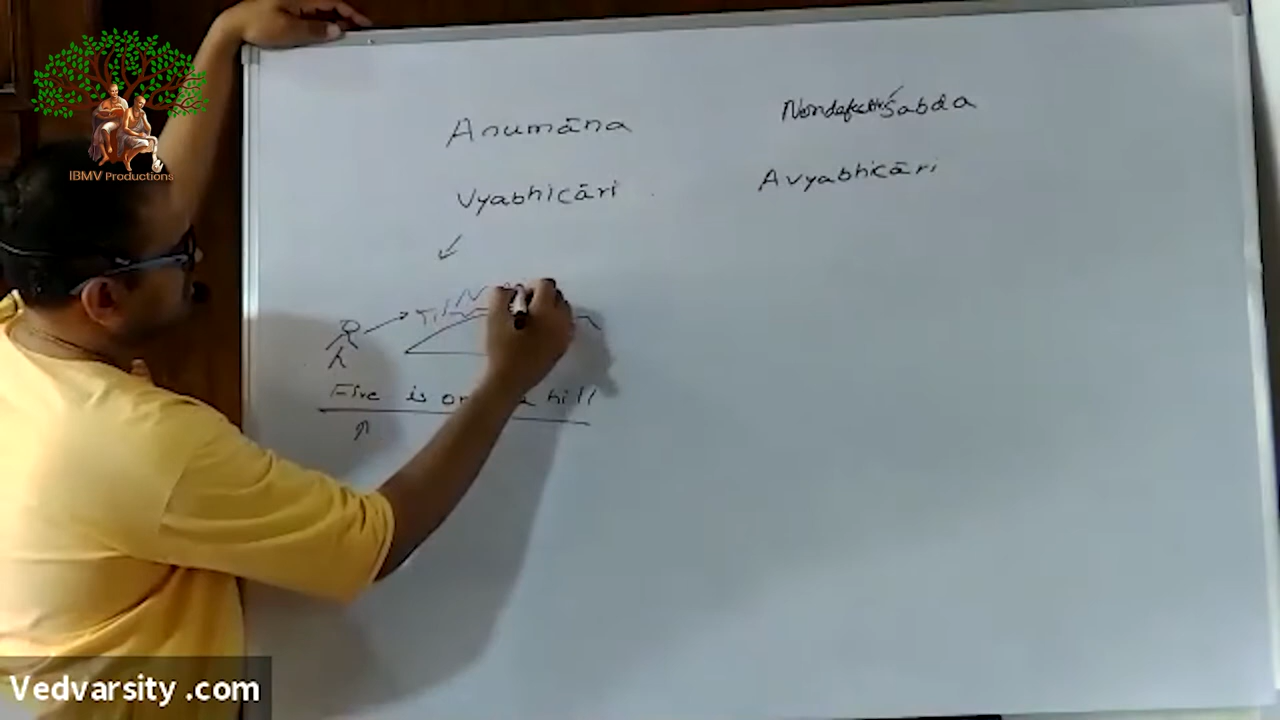 IBMV Productions
Anumāna
Nondefective Śabda
Vyabhicāri
Avyabhicāri
Fire is on hill
Vedvarsity .com